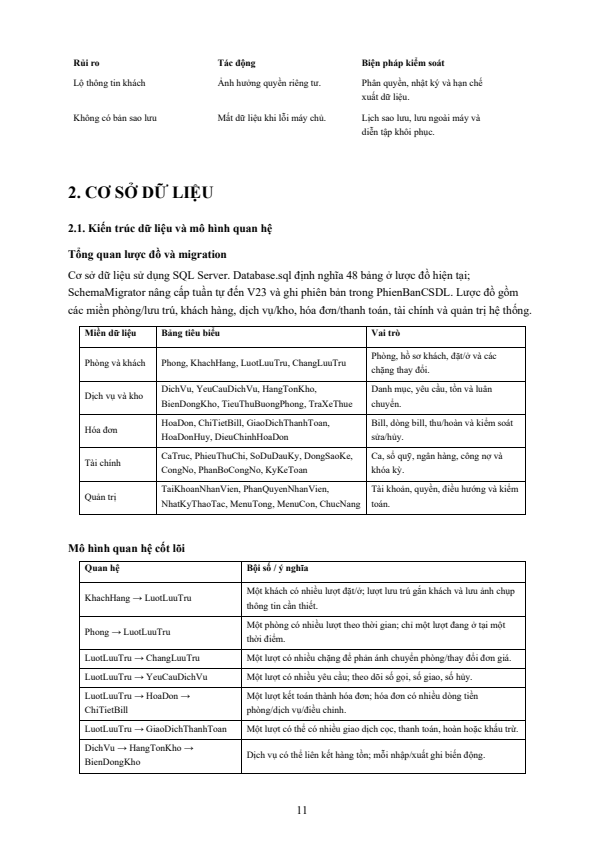 Rủi ro Tác động Biện pháp kiểm soát
Lộ thông tin khách Ảnh hưởng quyền riêng tư. Phân quyền, nhật ký và hạn chế
xuất dữ liệu.
Không có bản sao lưu Mất dữ liệu khi lỗi máy chủ. Lịch sao lưu, lưu ngoài máy và
diễn tập khôi phục.
2. CƠ SỞ DỮ LIỆU
2.1. Kiến trúc dữ liệu và mô hình quan hệ
Tổng quan lược đồ và migration
Cơ sở dữ liệu sử dụng SQL Server. Database.sql định nghĩa 48 bảng ở lược đồ hiện tại;
SchemaMigrator nâng cấp tuần tự đến V23 và ghi phiên bản trong PhienBanCSDL. Lược đồ gồm
các miền phòng/lưu trú, khách hàng, dịch vụ/kho, hóa đơn/thanh toán, tài chính và quản trị hệ thống.
Miền dữ liệu Bảng tiêu biểu Vai trò
Phòng và khách Phong, KhachHang, LuotLuuTru, ChangLuuTru Phòng, hồ sơ khách, đặt/ở và các
chặng thay đổi.
Dịch vụ và kho DichVu, YeuCauDichVu, HangTonKho,
BienDongKho, TieuThuBuongPhong, TraXeThue Danh mục, yêu cầu, tồn và luân
chuyển.
Hóa đơn HoaDon, ChiTietBill, GiaoDichThanhToan,
HoaDonHuy, DieuChinhHoaDon Bill, dòng bill, thu/hoàn và kiểm soát
sửa/hủy.
Tài chính CaTruc, PhieuThuChi, SoDuDauKy, DongSaoKe,
CongNo, PhanBoCongNo, KyKeToan Ca, sổ quỹ, ngân hàng, công nợ và
khóa kỳ.
Quản trị TaiKhoanNhanVien, PhanQuyenNhanVien,
NhatKyThaoTac, MenuTong, MenuCon, ChucNang Tài khoản, quyền, điều hướng và kiểm
toán.
Mô hình quan hệ cốt lõi
Quan hệ Bội số / ý nghĩa
KhachHang → LuotLuuTru Một khách có nhiều lượt đặt/ở; lượt lưu trú gắn khách và lưu ảnh chụp
thông tin cần thiết.
Phong → LuotLuuTru Một phòng có nhiều lượt theo thời gian; chỉ một lượt đang ở tại một
thời điểm.
LuotLuuTru → ChangLuuTru Một lượt có nhiều chặng để phản ánh chuyển phòng/thay đổi đơn giá.
LuotLuuTru → YeuCauDichVu Một lượt có nhiều yêu cầu; theo dõi số gọi, số giao, số hủy.
LuotLuuTru → HoaDon →
ChiTietBill Một lượt kết toán thành hóa đơn; hóa đơn có nhiều dòng tiền
phòng/dịch vụ/điều chỉnh.
LuotLuuTru → GiaoDichThanhToan Một lượt có thể có nhiều giao dịch cọc, thanh toán, hoàn hoặc khấu trừ.
DichVu → HangTonKho →
BienDongKho Dịch vụ có thể liên kết hàng tồn; mỗi nhập/xuất ghi biến động.
11